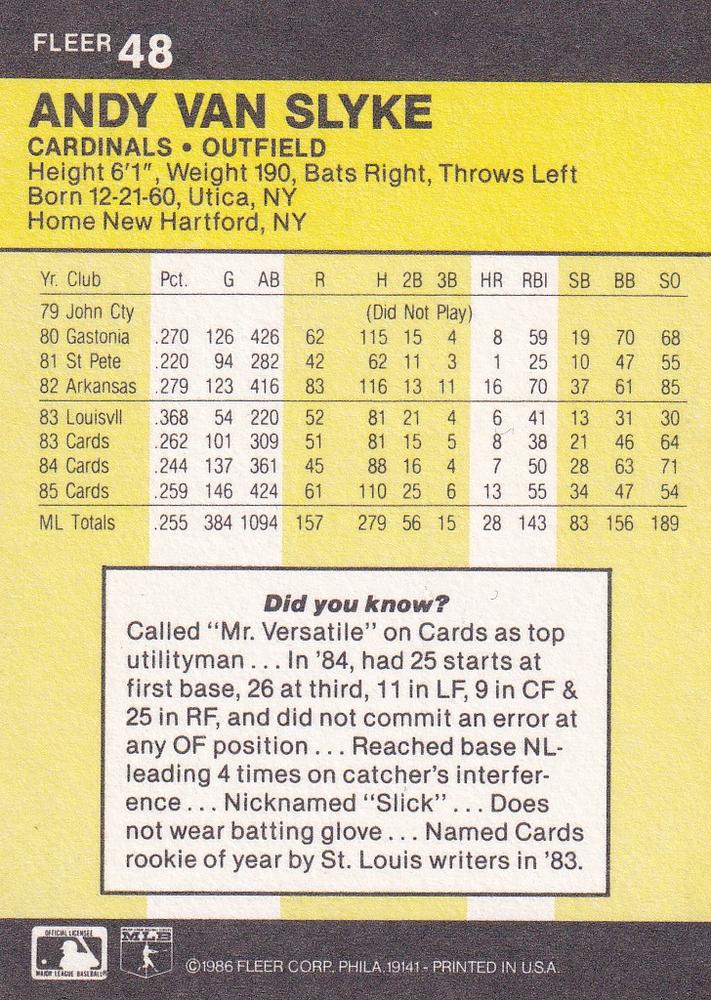 FLEER 48
ANDY VAN SLYKE
CARDINALS • OUTFIELD
Height 6'1", Weight 190, Bats Right, Throws Left
Born 12-21-60, Utica, NY
Home New Hartford, NY
Yr. Club Pct. G AB R H 2B 3B HR RBI SB BB SO
79 John Cty (Did Not Play)
80 Gastonia .270 126 426 62 115 15 4 8 59 19 70 68
81 St Pete .220 94 282 42 62 11 3 1 25 10 47 55
82 Arkansas .279 123 416 83 116 13 11 16 70 37 61 85
83 Louisvll .368 54 220 52 81 21 4 6 41 13 31 30
83 Cards .262 101 309 51 81 15 5 8 38 21 46 64
84 Cards .244 137 361 45 88 16 4 7 50 28 63 71
85 Cards .259 146 424 61 110 25 6 13 55 34 47 54
ML Totals .255 384 1094 157 279 56 15 28 143 83 156 189
Did you know?
Called "Mr. Versatile" on Cards as top
utilityman . . . In '84, had 25 starts at
first base, 26 at third, 11 in LF, 9 in CF &
25 in RF, and did not commit an error at
any OF position . . . Reached base NL-
leading 4 times on catcher's interfer-
ence . . . Nicknamed "Slick" . . . Does
not wear batting glove . . . Named Cards
rookie of year by St. Louis writers in '83.
OFFICIAL LICENSEE
MAJOR LEAGUE BASEBALL
MLB
©1986 FLEER CORP. PHILA. 19141 - PRINTED IN U.S.A.